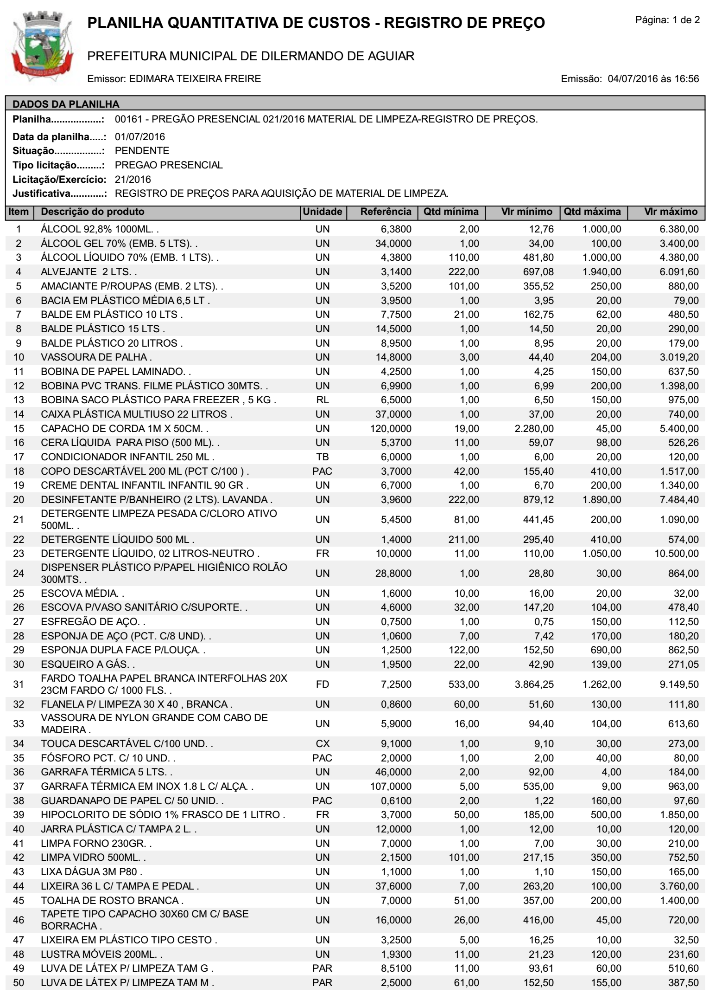 PLANILHA QUANTITATIVA DE CUSTOS - REGISTRO DE PREÇO Página: 1 de 2
PREFEITURA MUNICIPAL DE DILERMANDO DE AGUIAR
Emissor: EDIMARA TEIXEIRA FREIRE Emissão: 04/07/2016 às 16:56
DADOS DA PLANILHA
Planilha..................: 00161 - PREGÃO PRESENCIAL 021/2016 MATERIAL DE LIMPEZA-REGISTRO DE PREÇOS.
Data da planilha.....: 01/07/2016
Situação.................: PENDENTE
Tipo licitação.........: PREGAO PRESENCIAL
Licitação/Exercício: 21/2016
Justificativa............: REGISTRO DE PREÇOS PARA AQUISIÇÃO DE MATERIAL DE LIMPEZA.
Item Descrição do produto Unidade Referência Qtd mínima Vlr mínimo Qtd máxima Vlr máximo
1 ÁLCOOL 92,8% 1000ML. . UN 6,3800 2,00 12,76 1.000,00 6.380,00
2 ÁLCOOL GEL 70% (EMB. 5 LTS). . UN 34,0000 1,00 34,00 100,00 3.400,00
3 ÁLCOOL LÍQUIDO 70% (EMB. 1 LTS). . UN 4,3800 110,00 481,80 1.000,00 4.380,00
4 ALVEJANTE  2 LTS. . UN 3,1400 222,00 697,08 1.940,00 6.091,60
5 AMACIANTE P/ROUPAS (EMB. 2 LTS). . UN 3,5200 101,00 355,52 250,00 880,00
6 BACIA EM PLÁSTICO MÉDIA 6,5 LT . UN 3,9500 1,00 3,95 20,00 79,00
7 BALDE EM PLÁSTICO 10 LTS . UN 7,7500 21,00 162,75 62,00 480,50
8 BALDE PLÁSTICO 15 LTS . UN 14,5000 1,00 14,50 20,00 290,00
9 BALDE PLÁSTICO 20 LITROS . UN 8,9500 1,00 8,95 20,00 179,00
10 VASSOURA DE PALHA . UN 14,8000 3,00 44,40 204,00 3.019,20
11 BOBINA DE PAPEL LAMINADO. . UN 4,2500 1,00 4,25 150,00 637,50
12 BOBINA PVC TRANS. FILME PLÁSTICO 30MTS. . UN 6,9900 1,00 6,99 200,00 1.398,00
13 BOBINA SACO PLÁSTICO PARA FREEZER , 5 KG . RL 6,5000 1,00 6,50 150,00 975,00
14 CAIXA PLÁSTICA MULTIUSO 22 LITROS . UN 37,0000 1,00 37,00 20,00 740,00
15 CAPACHO DE CORDA 1M X 50CM. . UN 120,0000 19,00 2.280,00 45,00 5.400,00
16 CERA LÍQUIDA  PARA PISO (500 ML). . UN 5,3700 11,00 59,07 98,00 526,26
17 CONDICIONADOR INFANTIL 250 ML . TB 6,0000 1,00 6,00 20,00 120,00
18 COPO DESCARTÁVEL 200 ML (PCT C/100 ) . PAC 3,7000 42,00 155,40 410,00 1.517,00
19 CREME DENTAL INFANTIL INFANTIL 90 GR . UN 6,7000 1,00 6,70 200,00 1.340,00
20 DESINFETANTE P/BANHEIRO (2 LTS). LAVANDA . UN 3,9600 222,00 879,12 1.890,00 7.484,40
21 DETERGENTE LIMPEZA PESADA C/CLORO ATIVO
500ML. . UN 5,4500 81,00 441,45 200,00 1.090,00
22 DETERGENTE LÍQUIDO 500 ML . UN 1,4000 211,00 295,40 410,00 574,00
23 DETERGENTE LÍQUIDO, 02 LITROS-NEUTRO . FR 10,0000 11,00 110,00 1.050,00 10.500,00
24 DISPENSER PLÁSTICO P/PAPEL HIGIÊNICO ROLÃO
300MTS. . UN 28,8000 1,00 28,80 30,00 864,00
25 ESCOVA MÉDIA. . UN 1,6000 10,00 16,00 20,00 32,00
26 ESCOVA P/VASO SANITÁRIO C/SUPORTE. . UN 4,6000 32,00 147,20 104,00 478,40
27 ESFREGÃO DE AÇO. . UN 0,7500 1,00 0,75 150,00 112,50
28 ESPONJA DE AÇO (PCT. C/8 UND). . UN 1,0600 7,00 7,42 170,00 180,20
29 ESPONJA DUPLA FACE P/LOUÇA. . UN 1,2500 122,00 152,50 690,00 862,50
30 ESQUEIRO A GÁS. . UN 1,9500 22,00 42,90 139,00 271,05
31 FARDO TOALHA PAPEL BRANCA INTERFOLHAS 20X
23CM FARDO C/ 1000 FLS. . FD 7,2500 533,00 3.864,25 1.262,00 9.149,50
32 FLANELA P/ LIMPEZA 30 X 40 , BRANCA . UN 0,8600 60,00 51,60 130,00 111,80
33 VASSOURA DE NYLON GRANDE COM CABO DE
MADEIRA . UN 5,9000 16,00 94,40 104,00 613,60
34 TOUCA DESCARTÁVEL C/100 UND. . CX 9,1000 1,00 9,10 30,00 273,00
35 FÓSFORO PCT. C/ 10 UND. . PAC 2,0000 1,00 2,00 40,00 80,00
36 GARRAFA TÉRMICA 5 LTS. . UN 46,0000 2,00 92,00 4,00 184,00
37 GARRAFA TÉRMICA EM INOX 1.8 L C/ ALÇA. . UN 107,0000 5,00 535,00 9,00 963,00
38 GUARDANAPO DE PAPEL C/ 50 UNID. . PAC 0,6100 2,00 1,22 160,00 97,60
39 HIPOCLORITO DE SÓDIO 1% FRASCO DE 1 LITRO . FR 3,7000 50,00 185,00 500,00 1.850,00
40 JARRA PLÁSTICA C/ TAMPA 2 L. . UN 12,0000 1,00 12,00 10,00 120,00
41 LIMPA FORNO 230GR. . UN 7,0000 1,00 7,00 30,00 210,00
42 LIMPA VIDRO 500ML. . UN 2,1500 101,00 217,15 350,00 752,50
43 LIXA DÁGUA 3M P80 . UN 1,1000 1,00 1,10 150,00 165,00
44 LIXEIRA 36 L C/ TAMPA E PEDAL . UN 37,6000 7,00 263,20 100,00 3.760,00
45 TOALHA DE ROSTO BRANCA . UN 7,0000 51,00 357,00 200,00 1.400,00
46 TAPETE TIPO CAPACHO 30X60 CM C/ BASE
BORRACHA . UN 16,0000 26,00 416,00 45,00 720,00
47 LIXEIRA EM PLÁSTICO TIPO CESTO . UN 3,2500 5,00 16,25 10,00 32,50
48 LUSTRA MÓVEIS 200ML. . UN 1,9300 11,00 21,23 120,00 231,60
49 LUVA DE LÁTEX P/ LIMPEZA TAM G . PAR 8,5100 11,00 93,61 60,00 510,60
50 LUVA DE LÁTEX P/ LIMPEZA TAM M . PAR 2,5000 61,00 152,50 155,00 387,50